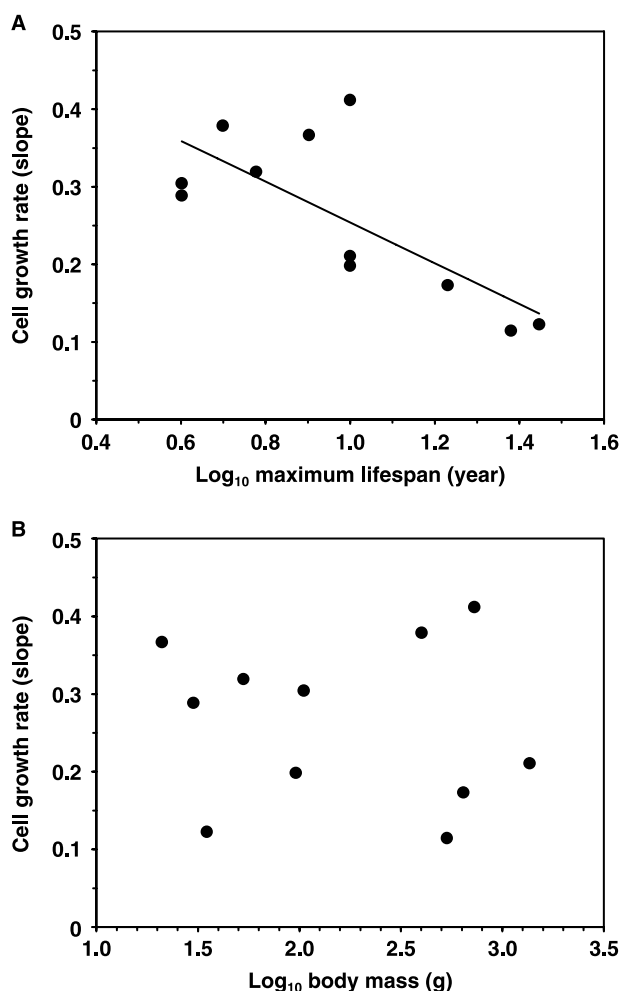 A
Cell growth rate (slope)
0.5
0.4
0.3
0.2
0.1
0
0.4 0.6 0.8 1.0 1.2 1.4 1.6
Log₁₀ maximum lifespan (year)
B
Cell growth rate (slope)
0.5
0.4
0.3
0.2
0.1
0
1.0 1.5 2.0 2.5 3.0 3.5
Log₁₀ body mass (g)